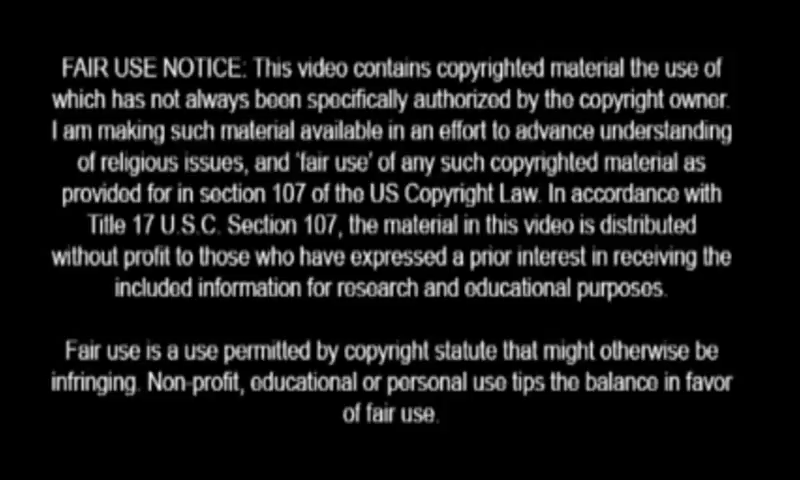 FAIR USE NOTICE: This video contains copyrighted material the use of
which has not always been specifically authorized by the copyright owner.
I am making such material available in an effort to advance understanding
of religious issues, and 'fair use' of any such copyrighted material as
provided for in section 107 of the US Copyright Law. In accordance with
Title 17 U.S.C. Section 107, the material in this video is distributed
without profit to those who have expressed a prior interest in receiving the
included information for research and educational purposes.
Fair use is a use permitted by copyright statute that might otherwise be
infringing. Non-profit, educational or personal use tips the balance in favor
of fair use.